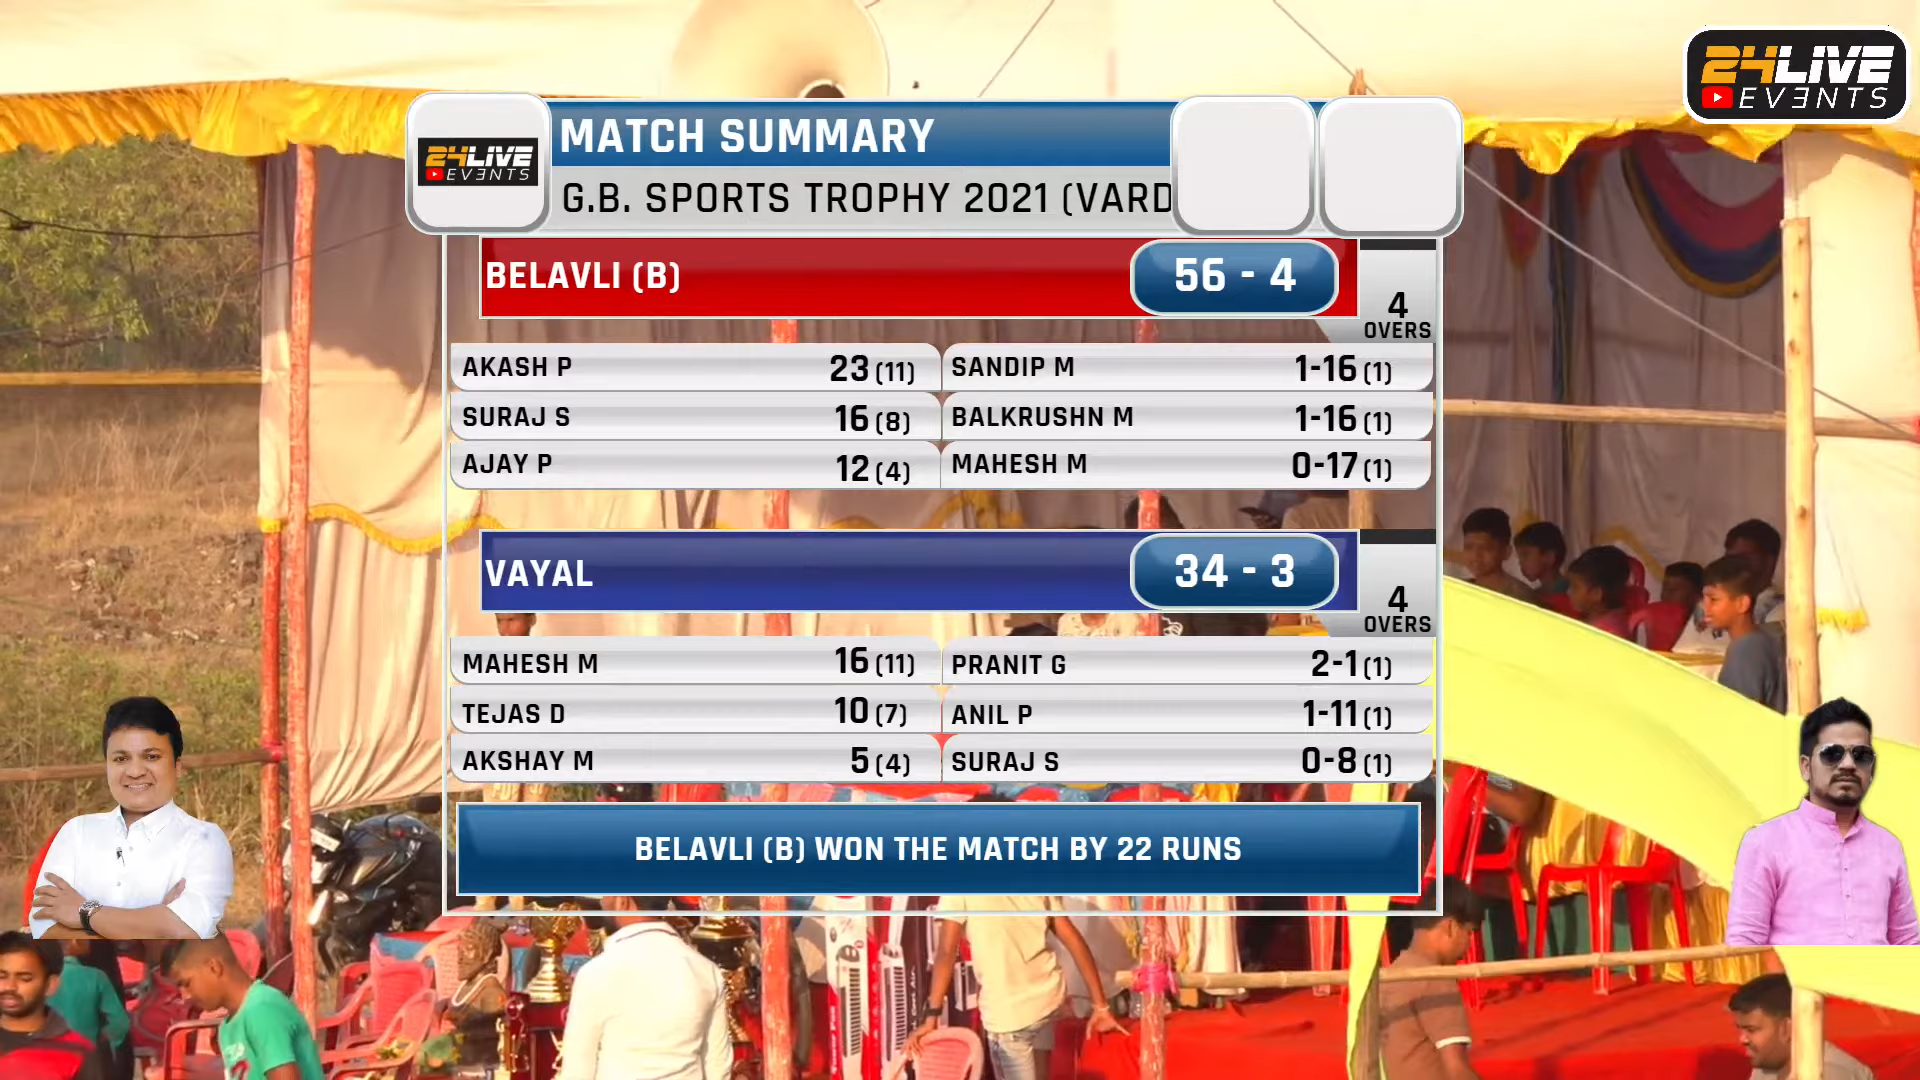 24LIVE
EVENTS
24LIVE
EVENTS
MATCH SUMMARY
G.B. SPORTS TROPHY 2021 (VARD
BELAVLI (B) 56 - 4
4
OVERS
AKASH P 23 (11) SANDIP M 1-16 (1)
SURAJ S 16 (8) BALKRUSHN M 1-16 (1)
AJAY P 12 (4) MAHESH M 0-17 (1)
VAYAL 34 - 3
4
OVERS
MAHESH M 16 (11) PRANIT G 2-1 (1)
TEJAS D 10 (7) ANIL P 1-11 (1)
AKSHAY M 5 (4) SURAJ S 0-8 (1)
BELAVLI (B) WON THE MATCH BY 22 RUNS